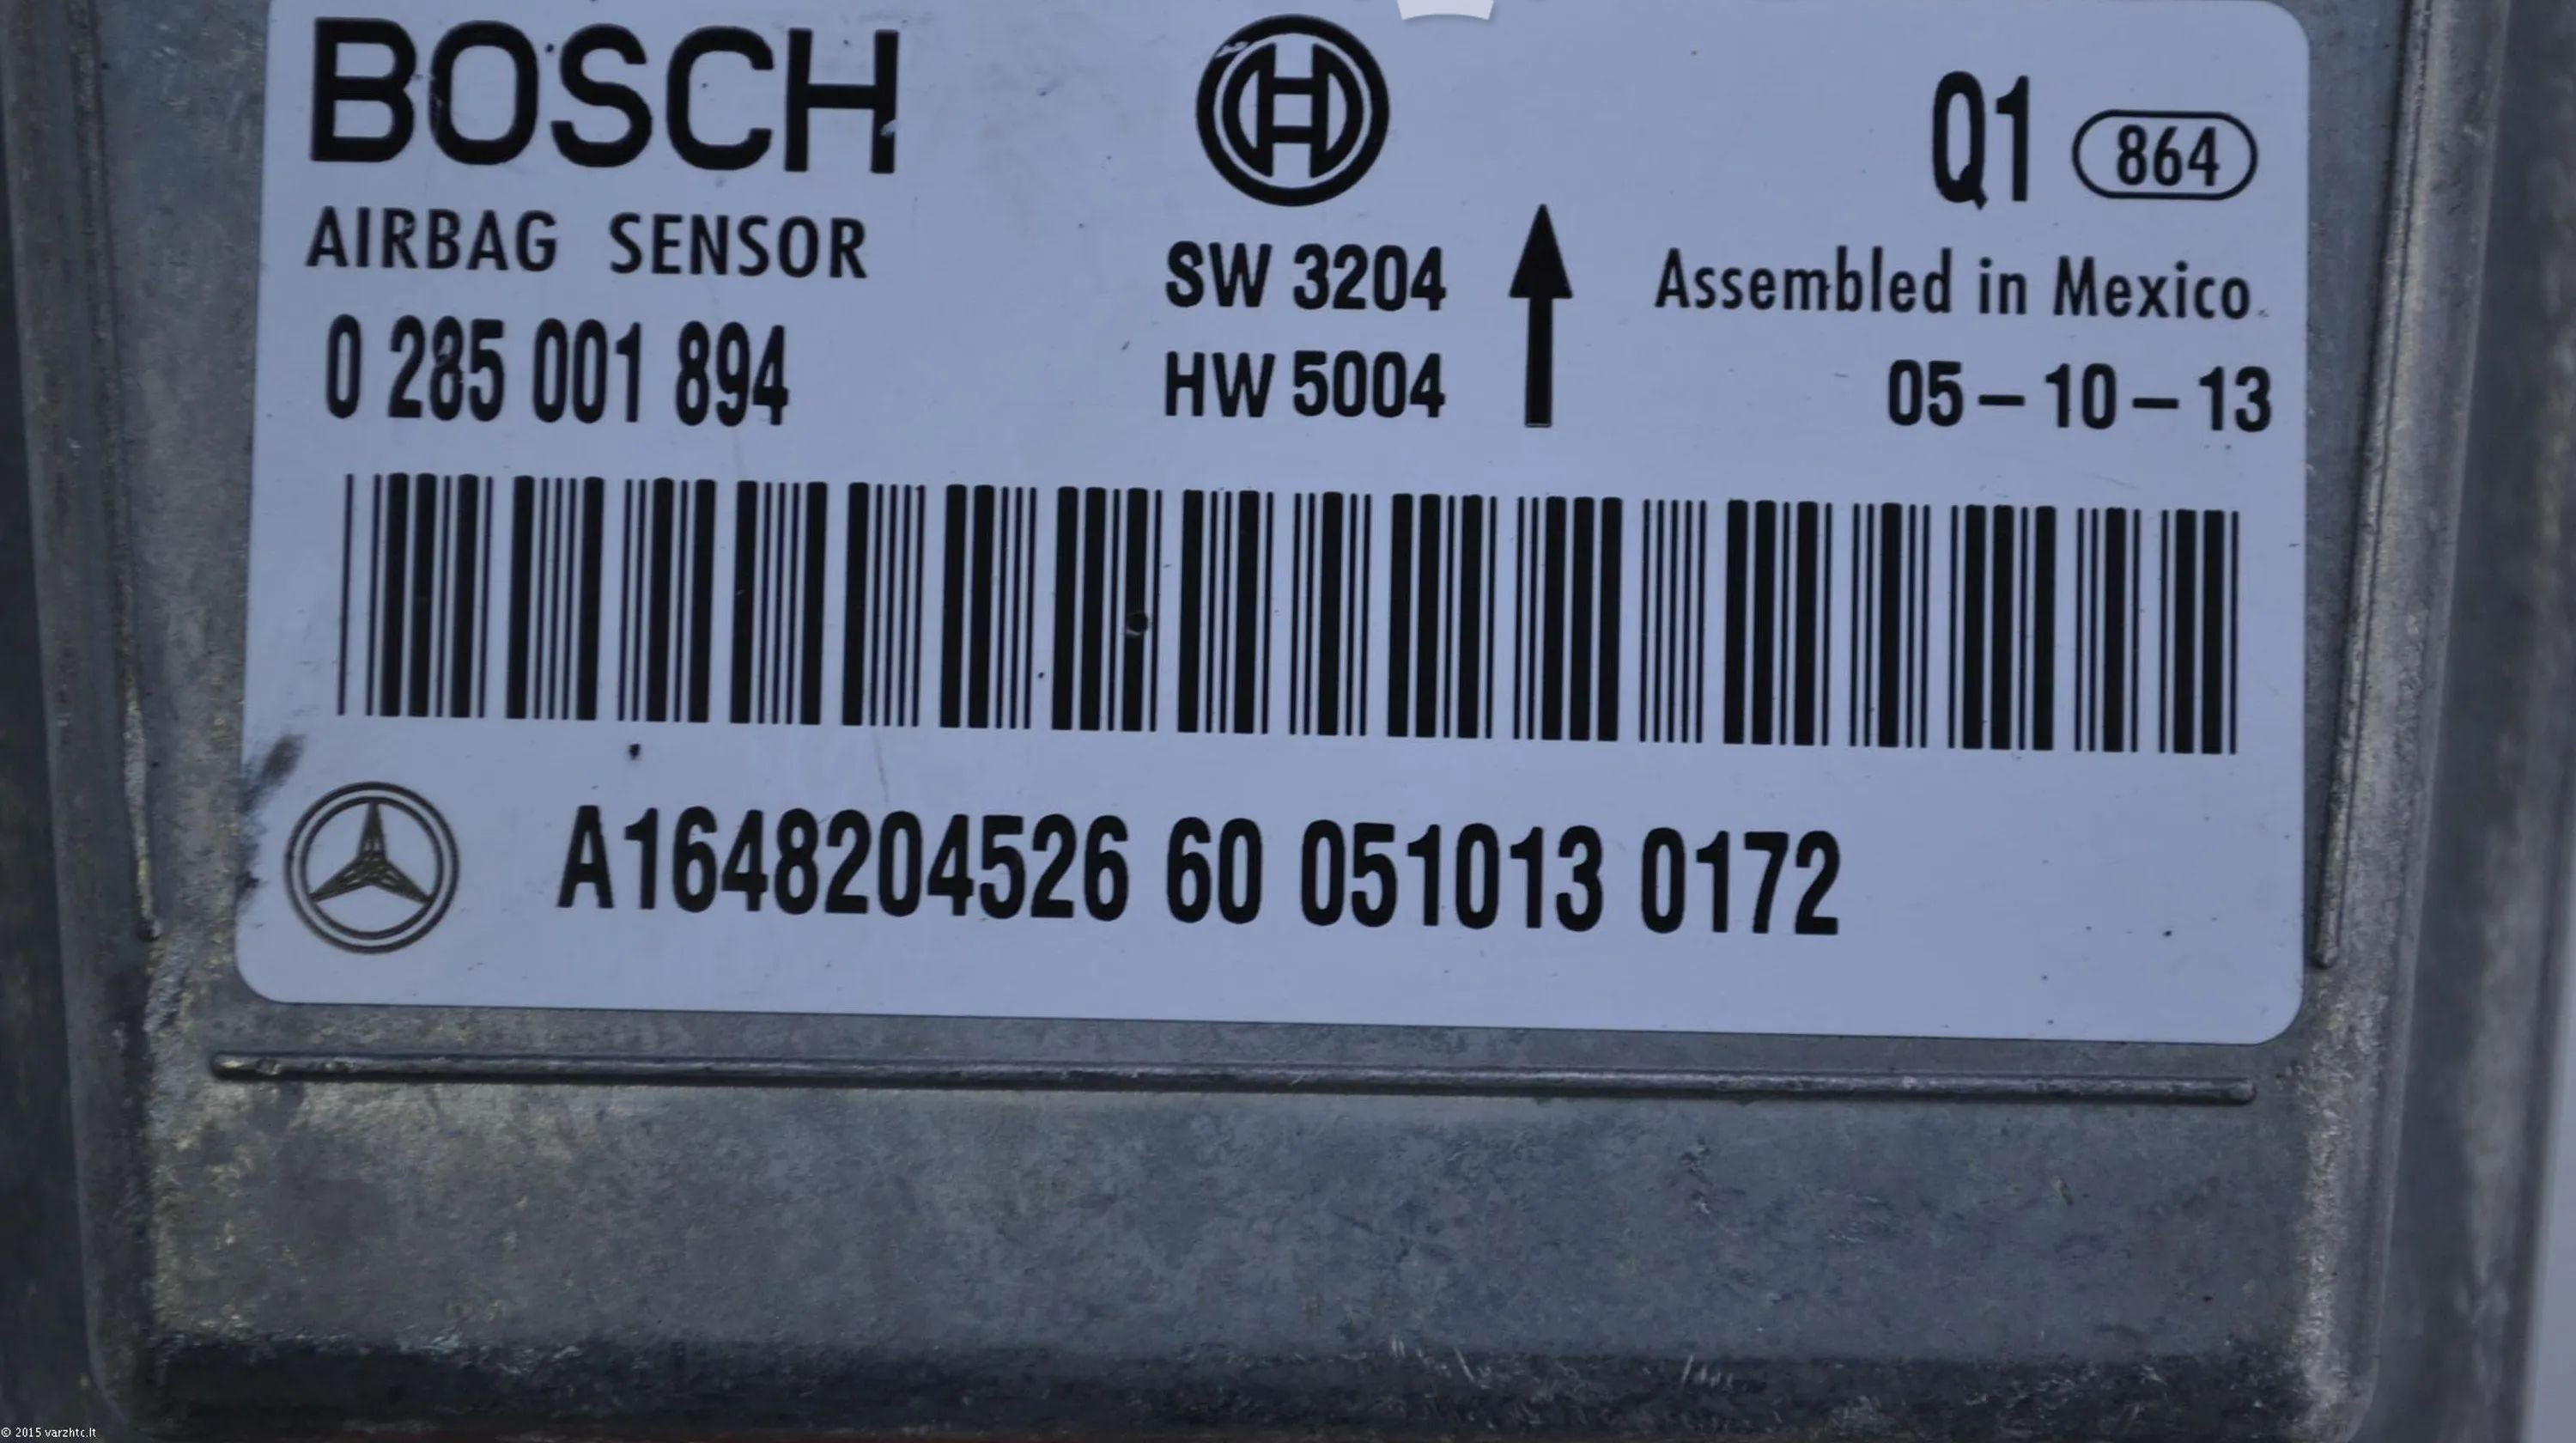 BOSCH
Q1 864
AIRBAG SENSOR
SW 3204
Assembled in Mexico.
0 285 001 894
HW 5004
05-10-13
A1648204526 60 051013 0172
© 2015 varzhtc.lt